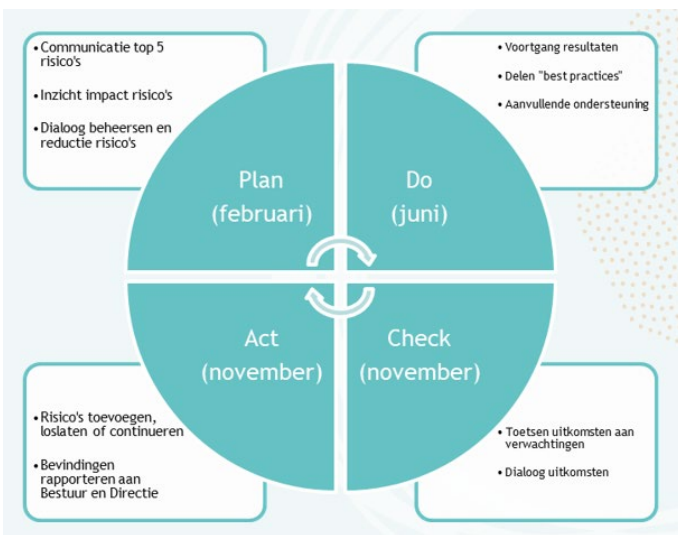 • Communicatie top 5
risico's
• Inzicht impact risico's
• Dialoog beheersen en
reductie risico's
Plan
(februari)
• Voortgang resultaten
• Delen "best practices"
• Aanvullende ondersteuning
Do
(juni)
Act
(november)
• Risico's toevoegen,
loslaten of continueren
• Bevindingen
rapporteren aan
Bestuur en Directie
Check
(november)
• Toetsen uitkomsten aan
verwachtingen
• Dialoog uitkomsten